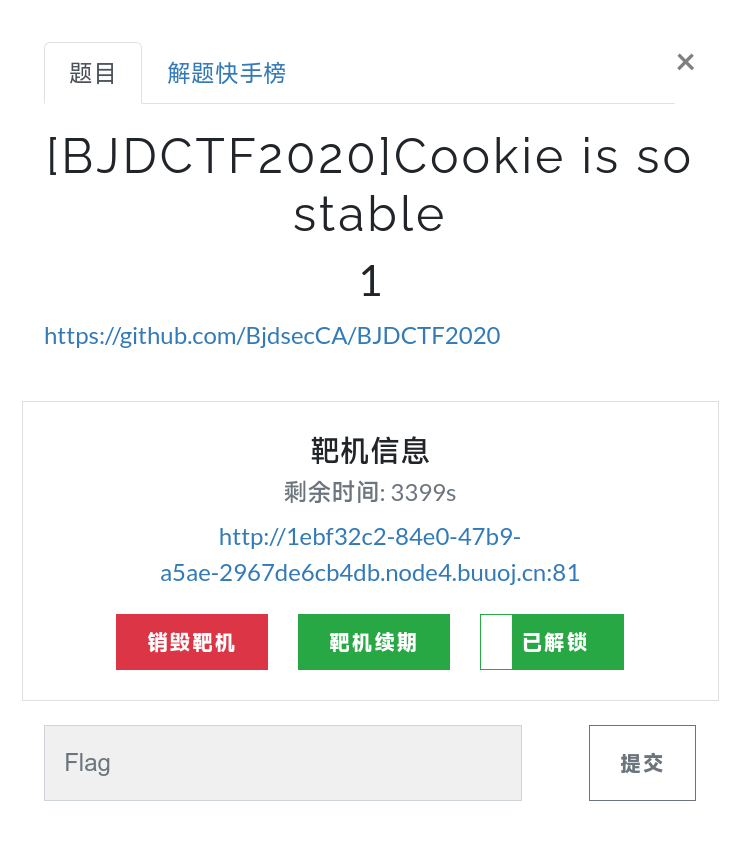 题目 解题快手榜 ×
[BJDCTF2020]Cookie is so
stable
1
https://github.com/BjdsecCA/BJDCTF2020
靶机信息
剩余时间: 3399s
http://1ebf32c2-84e0-47b9-
a5ae-2967de6cb4db.node4.buuoj.cn:81
销毁靶机 靶机续期 已解锁
Flag 提交